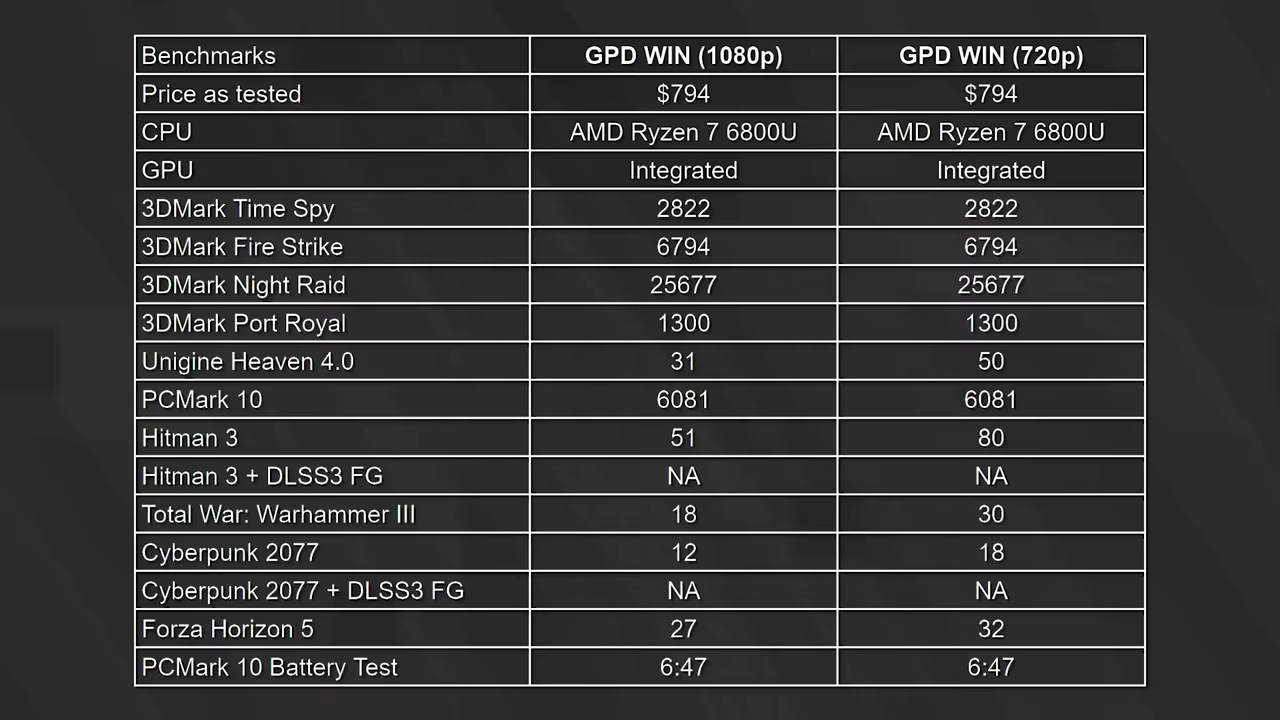 Benchmarks GPD WIN (1080p) GPD WIN (720p)
Price as tested $794 $794
CPU AMD Ryzen 7 6800U AMD Ryzen 7 6800U
GPU Integrated Integrated
3DMark Time Spy 2822 2822
3DMark Fire Strike 6794 6794
3DMark Night Raid 25677 25677
3DMark Port Royal 1300 1300
Unigine Heaven 4.0 31 50
PCMark 10 6081 6081
Hitman 3 51 80
Hitman 3 + DLSS3 FG NA NA
Total War: Warhammer III 18 30
Cyberpunk 2077 12 18
Cyberpunk 2077 + DLSS3 FG NA NA
Forza Horizon 5 27 32
PCMark 10 Battery Test 6:47 6:47